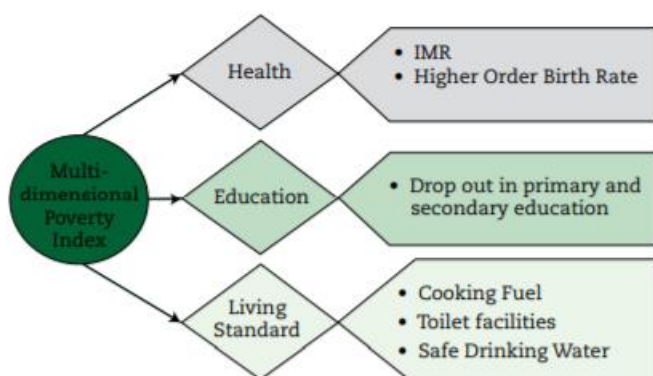 Multi-
dimensional
Poverty
Index
Health
• IMR
• Higher Order Birth Rate
Education
• Drop out in primary and
secondary education
Living
Standard
• Cooking Fuel
• Toilet facilities
• Safe Drinking Water